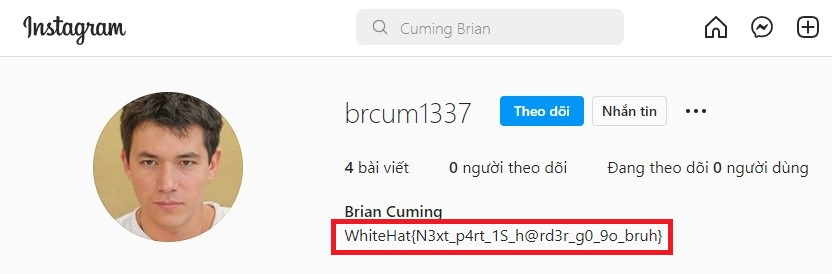 Instagram
Cuming Brian
brcum1337 Theo dõi Nhắn tin
4 bài viết 0 người theo dõi Đang theo dõi 0 người dùng
Brian Cuming
WhiteHat{N3xt_p4rt_1S_h@rd3r_g0_9o_bruh}